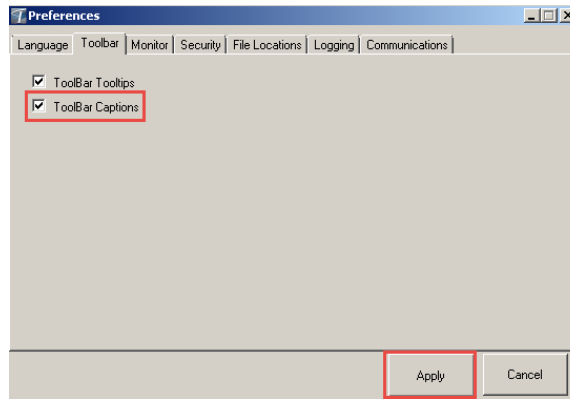 Preferences
Language Toolbar Monitor Security File Locations Logging Communications
ToolBar Tooltips
ToolBar Captions
Apply Cancel